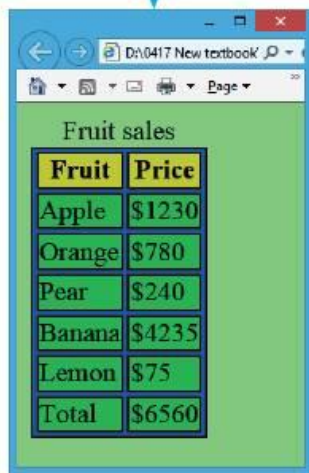 D:\0417 New textbook\
Page
Fruit sales
Fruit Price
Apple $1230
Orange $780
Pear $240
Banana $4235
Lemon $75
Total $6560